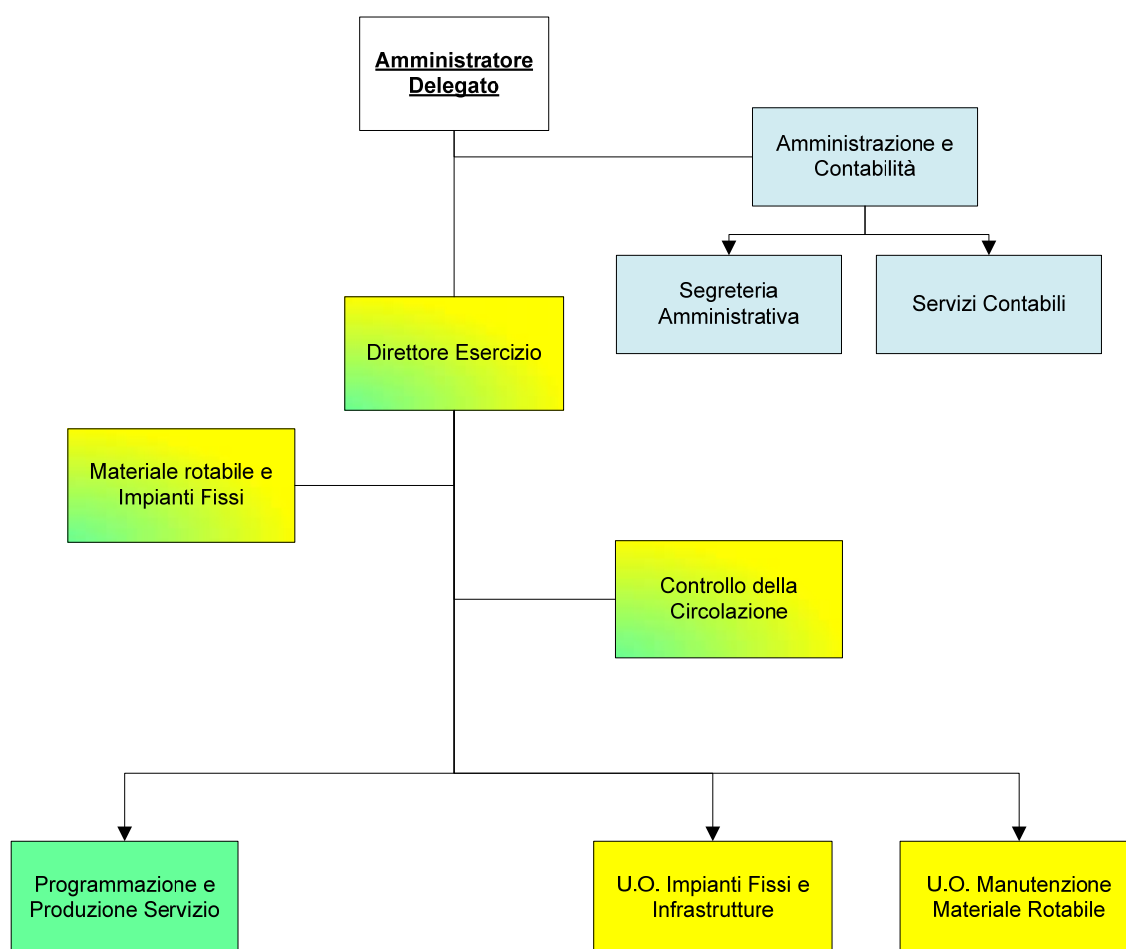 Amministratore
Delegato
Amministrazione e
Contabilità
Segreteria
Amministrativa
Servizi Contabili
Direttore Esercizio
Materiale rotabile e
Impianti Fissi
Controllo della
Circolazione
Programmazione e
Produzione Servizio
U.O. Impianti Fissi e
Infrastrutture
U.O. Manutenzione
Materiale Rotabile